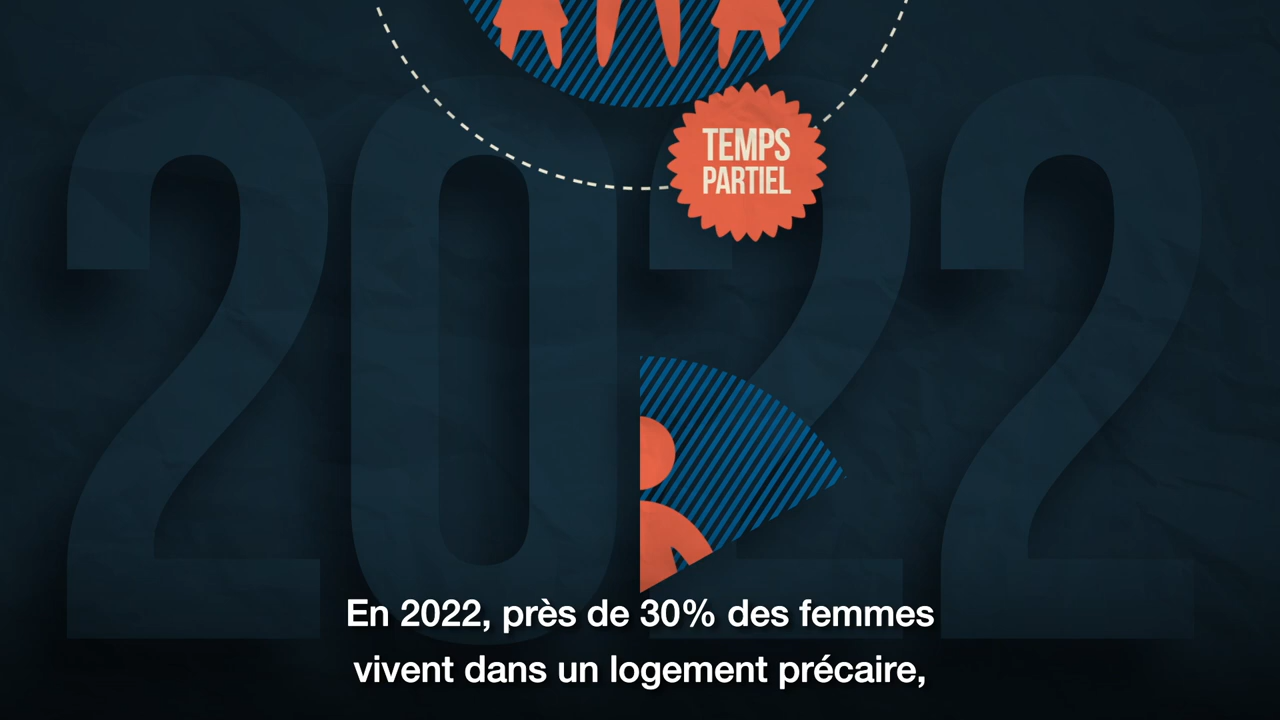 2022
TEMPS
PARTIEL
En 2022, près de 30% des femmes
vivent dans un logement précaire,